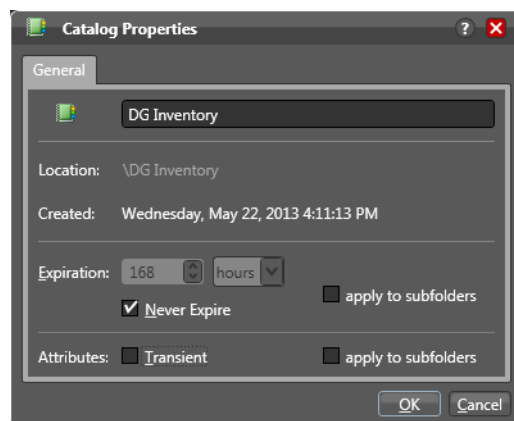 Catalog Properties ?
General
DG Inventory
Location: \DG Inventory
Created: Wednesday, May 22, 2013 4:11:13 PM
Expiration: 168 hours
Never Expire apply to subfolders
Attributes: Transient apply to subfolders
OK Cancel